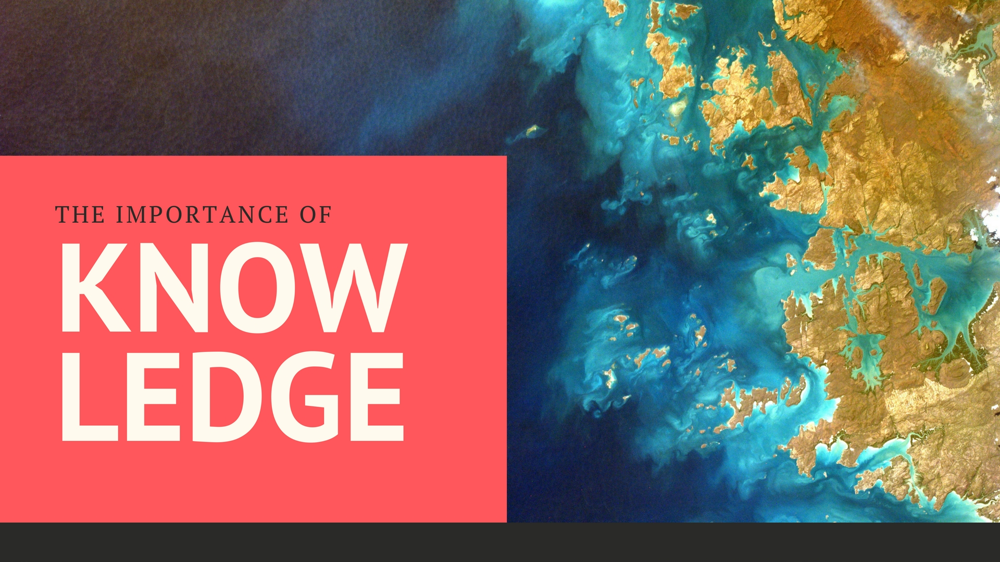 THE IMPORTANCE OF
KNOW
LEDGE